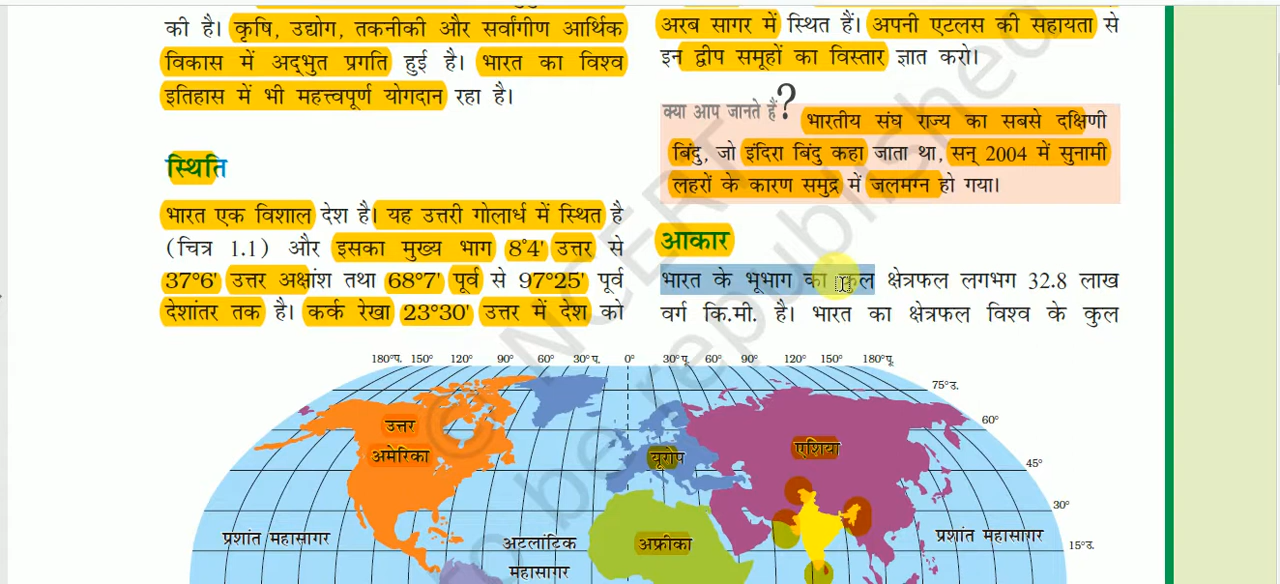 की है। कृषि, उद्योग, तकनीकी और सर्वांगीण आर्थिक
विकास में अद्भुत प्रगति हुई है। भारत का विश्व
इतिहास में भी महत्त्वपूर्ण योगदान रहा है।
स्थिति
भारत एक विशाल देश है। यह उत्तरी गोलार्ध में स्थित है
(चित्र 1.1) और इसका मुख्य भाग 8°4' उत्तर से
37°6' उत्तर अक्षांश तथा 68°7' पूर्व से 97°25' पूर्व
देशांतर तक है। कर्क रेखा 23°30' उत्तर में देश को
अरब सागर में स्थित हैं। अपनी एटलस की सहायता से
इन द्वीप समूहों का विस्तार ज्ञात करो।
क्या आप जानते हैं?
भारतीय संघ राज्य का सबसे दक्षिणी
बिंदु, जो इंदिरा बिंदु कहा जाता था, सन् 2004 में सुनामी
लहरों के कारण समुद्र में जलमग्न हो गया।
आकार
भारत के भूभाग का कुल क्षेत्रफल लगभग 32.8 लाख
वर्ग कि.मी. है। भारत का क्षेत्रफल विश्व के कुल
180°प. 150° 120° 90° 60° 30°प. 0° 30°पू. 60° 90° 120° 150° 180°पू.
75°उ.
60°
45°
30°
15°उ.
उत्तर
अमेरिका
यूरोप
एशिया
प्रशांत महासागर
अटलांटिक
महासागर
अफ्रीका
प्रशांत महासागर
© NCERT
be republished